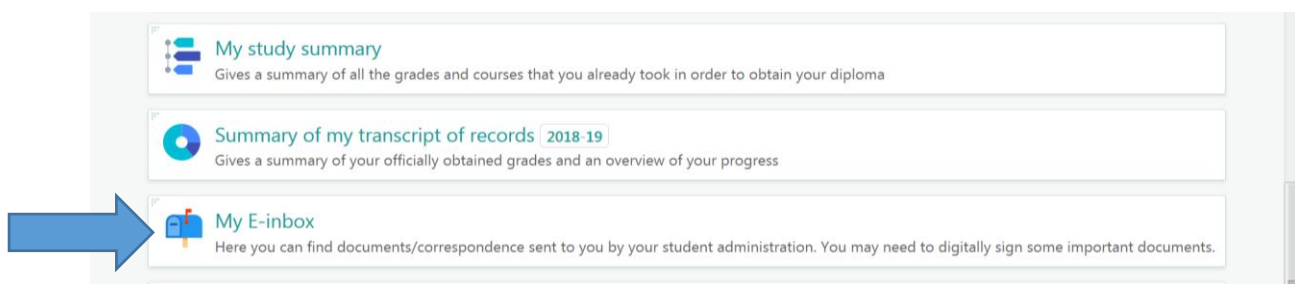 My study summary
Gives a summary of all the grades and courses that you already took in order to obtain your diploma
Summary of my transcript of records 2018-19
Gives a summary of your officially obtained grades and an overview of your progress
My E-inbox
Here you can find documents/correspondence sent to you by your student administration. You may need to digitally sign some important documents.